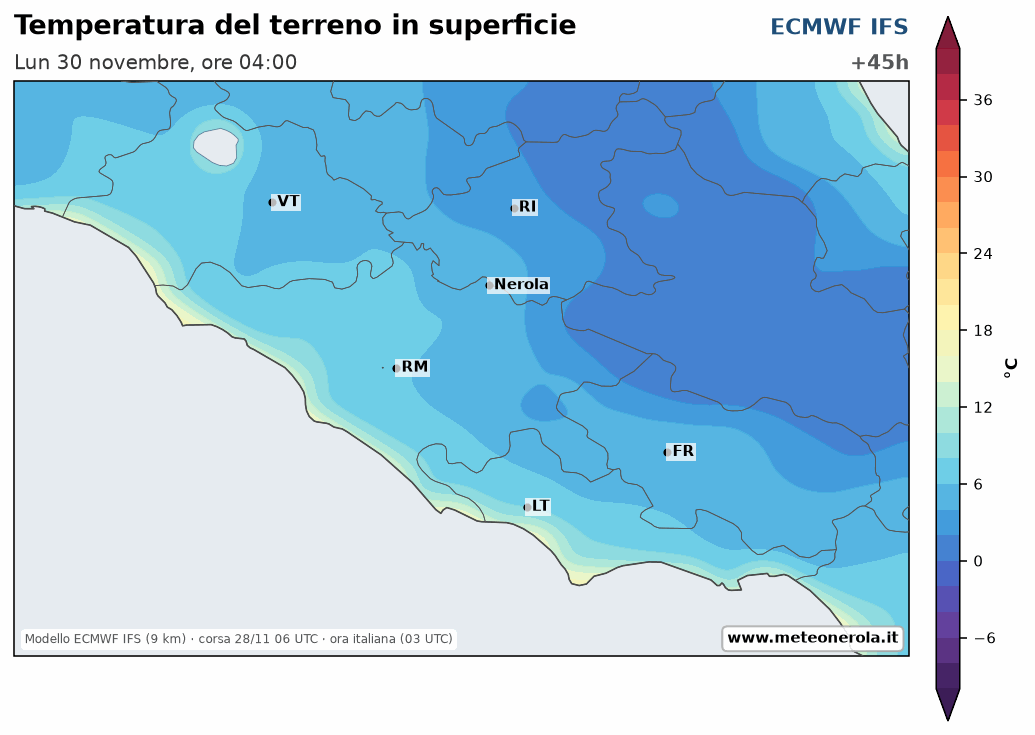 Temperatura del terreno in superficie
ECMWF IFS
Lun 30 novembre, ore 04:00
+45h
36
30
24
18
12
6
0
−6
°C
VT
RI
Nerola
RM
FR
LT
Modello ECMWF IFS (9 km) · corsa 28/11 06 UTC · ora italiana (03 UTC)
www.meteonerola.it